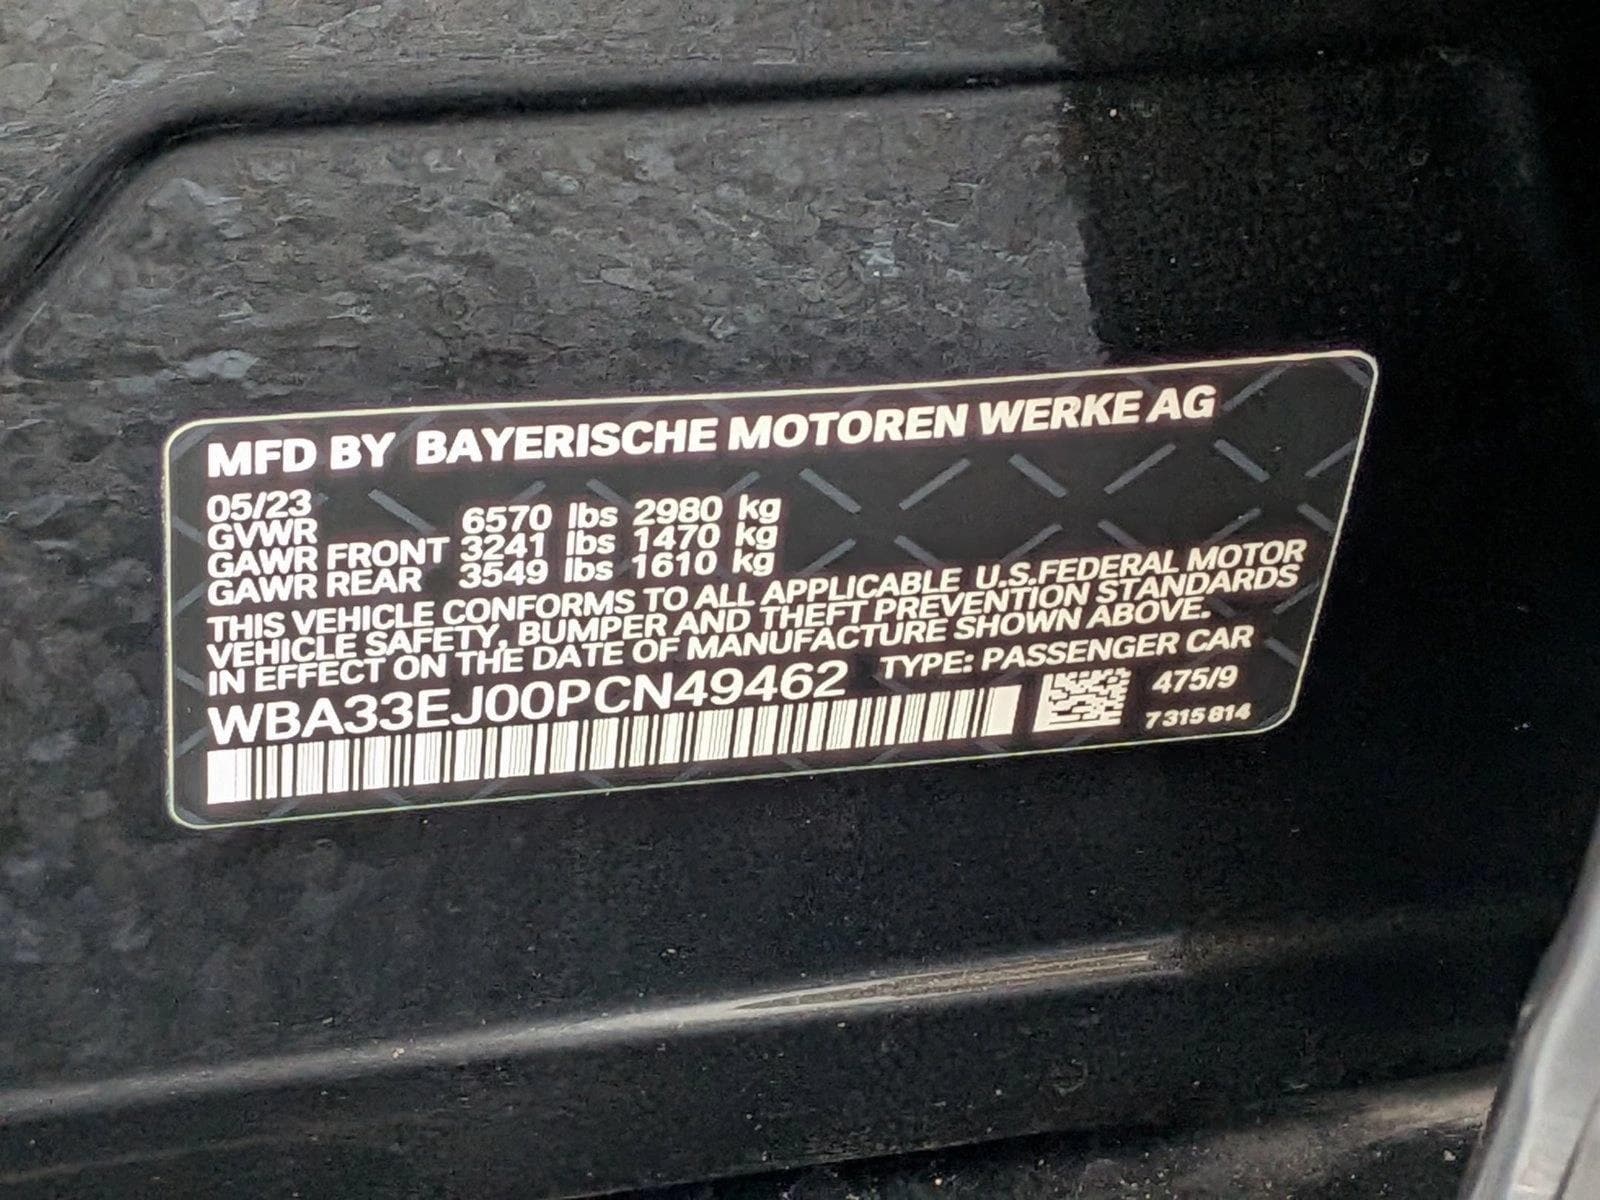 MFD BY BAYERISCHE MOTOREN WERKE AG
05/23
GVWR 6570 lbs 2980 kg
GAWR FRONT 3241 lbs 1470 kg
GAWR REAR 3549 lbs 1610 kg
THIS VEHICLE CONFORMS TO ALL APPLICABLE U.S.FEDERAL MOTOR
VEHICLE SAFETY, BUMPER AND THEFT PREVENTION STANDARDS
IN EFFECT ON THE DATE OF MANUFACTURE SHOWN ABOVE.
WBA33EJ00PCN49462 TYPE: PASSENGER CAR
475/9
7 315 814